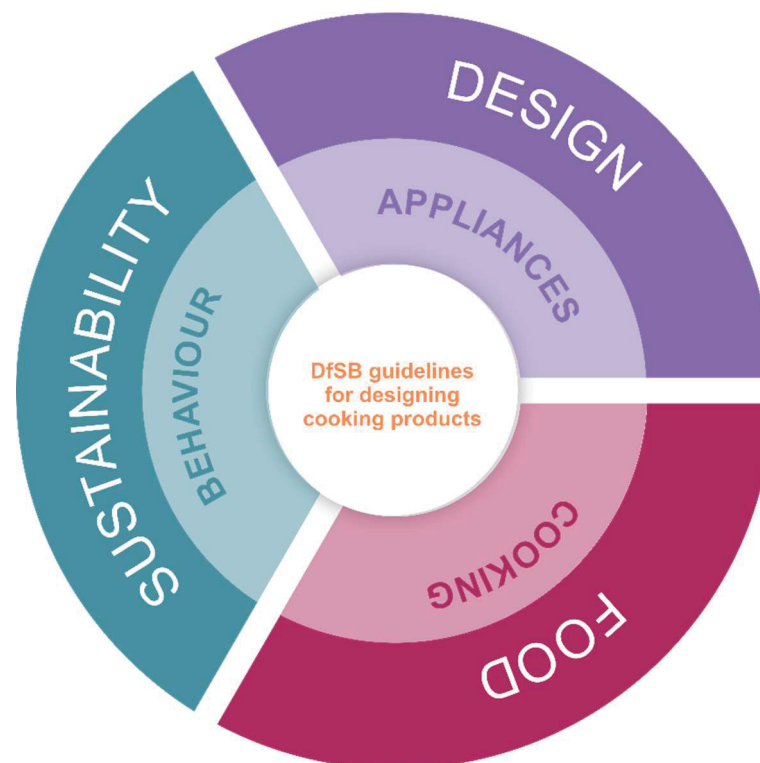 DESIGN
APPLIANCES
SUSTAINABILITY
BEHAVIOUR
DfSB guidelines
for designing
cooking products
COOKING
FOOD